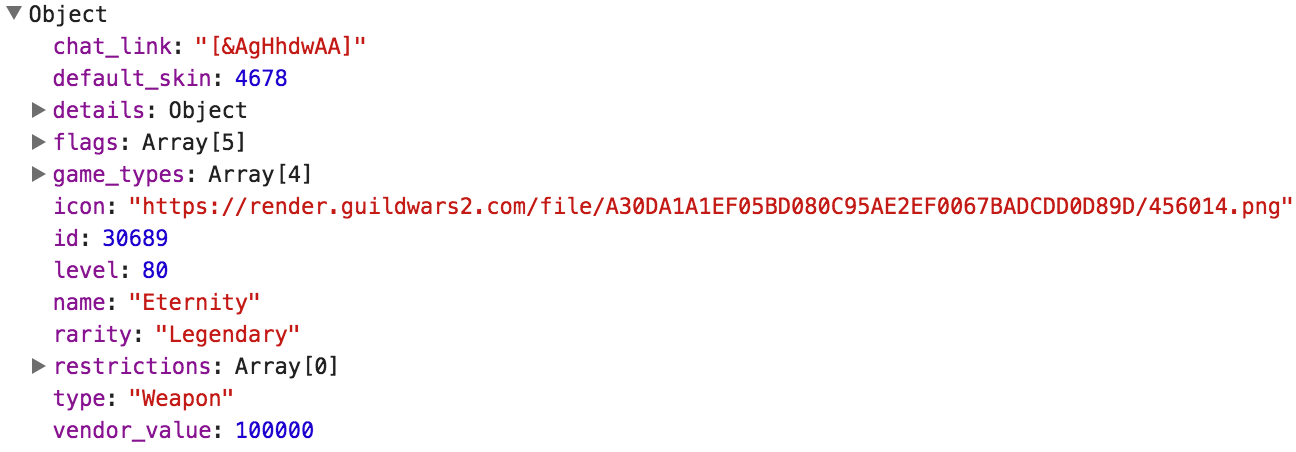 Object
chat_link: "[&AgHhdwAA]"
default_skin: 4678
details: Object
flags: Array[5]
game_types: Array[4]
icon: "https://render.guildwars2.com/file/A30DA1A1EF05BD080C95AE2EF0067BADCDD0D89D/456014.png"
id: 30689
level: 80
name: "Eternity"
rarity: "Legendary"
restrictions: Array[0]
type: "Weapon"
vendor_value: 100000